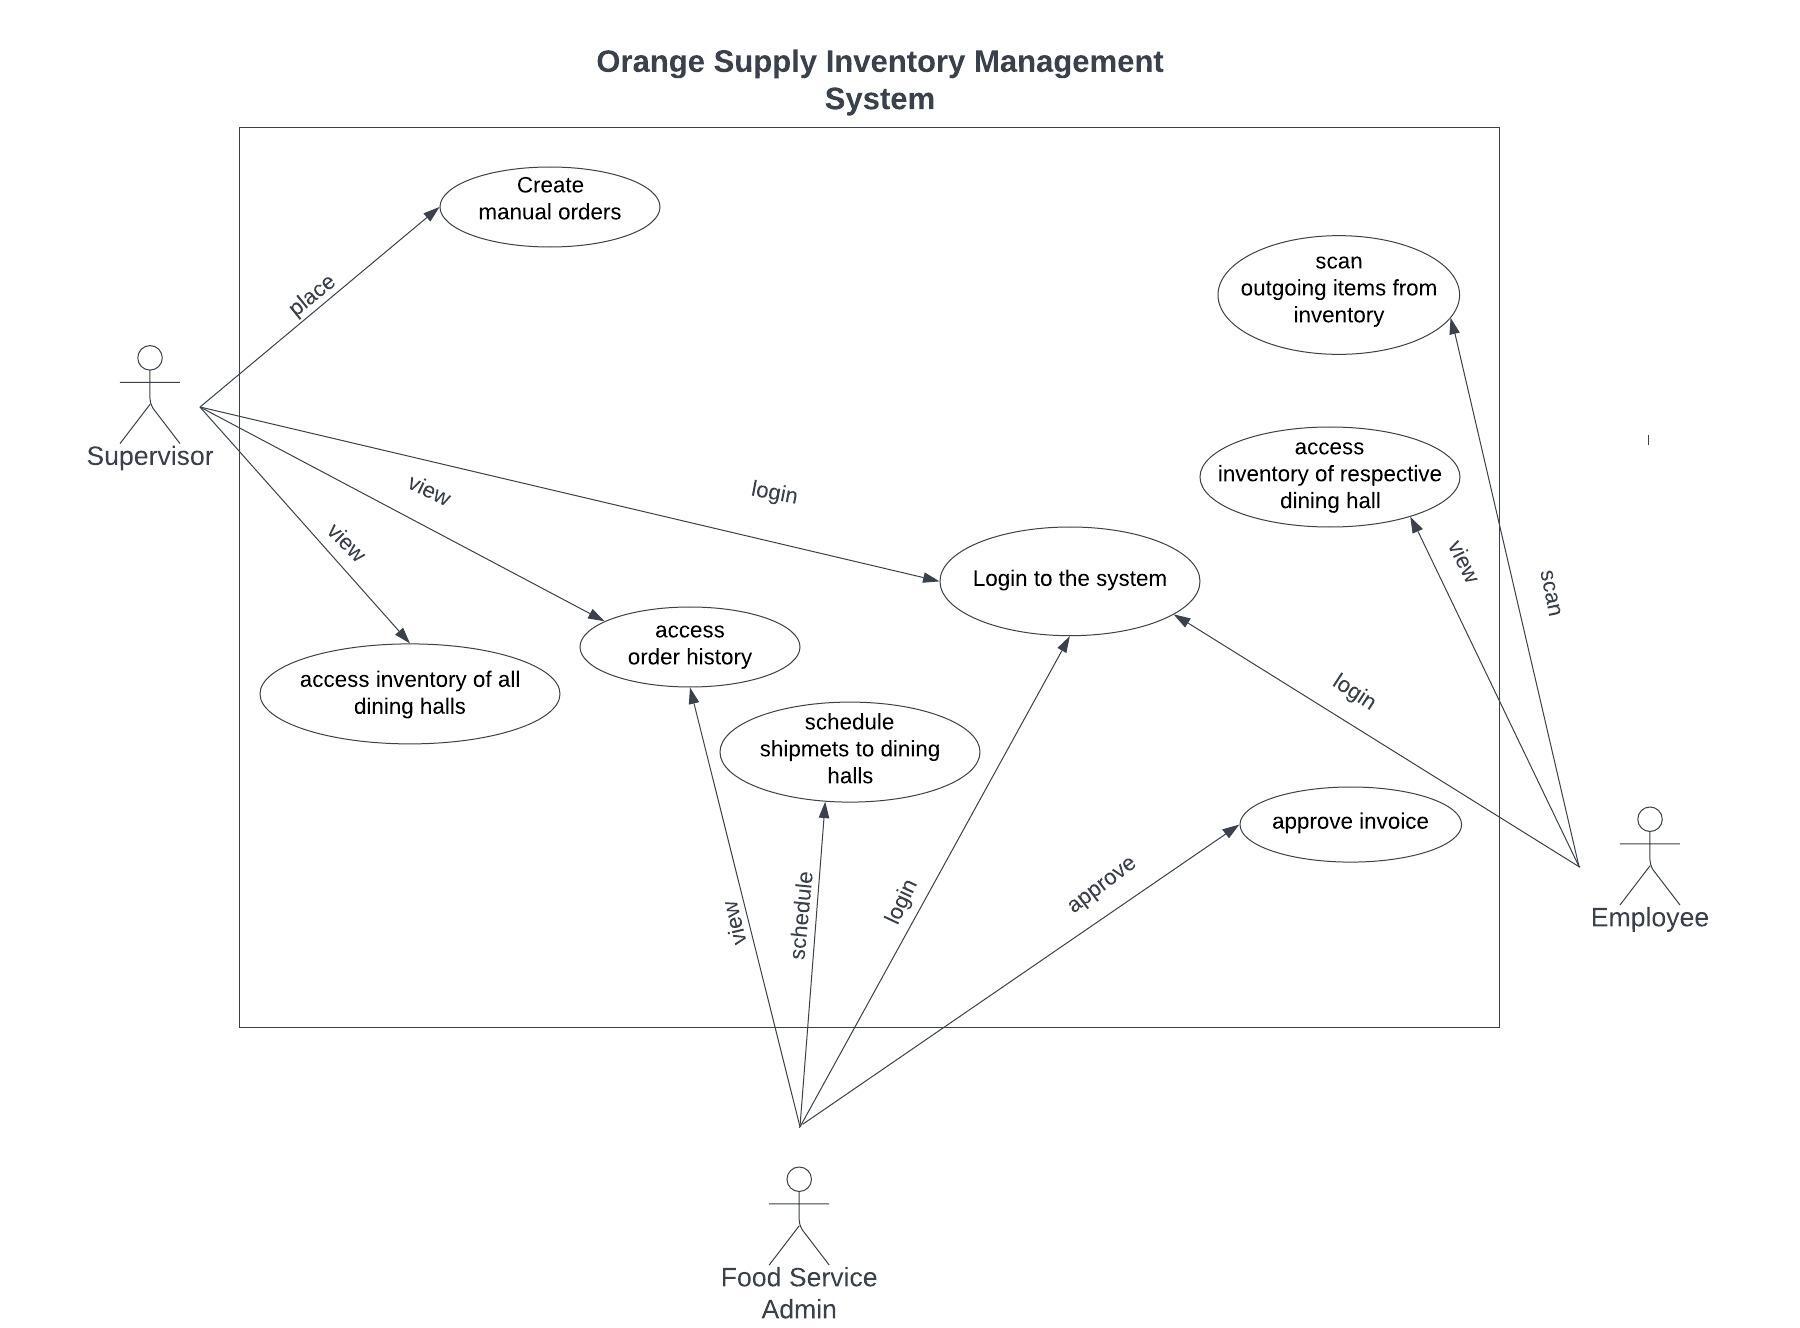 Orange Supply Inventory Management
System
Create
manual orders
place
scan
outgoing items from
inventory
Supervisor
access
inventory of respective
dining hall
view
login
view
view
scan
Login to the system
access
order history
access inventory of all
dining halls
login
schedule
shipmets to dining
halls
approve invoice
view
schedule
login
approve
Employee
Food Service
Admin